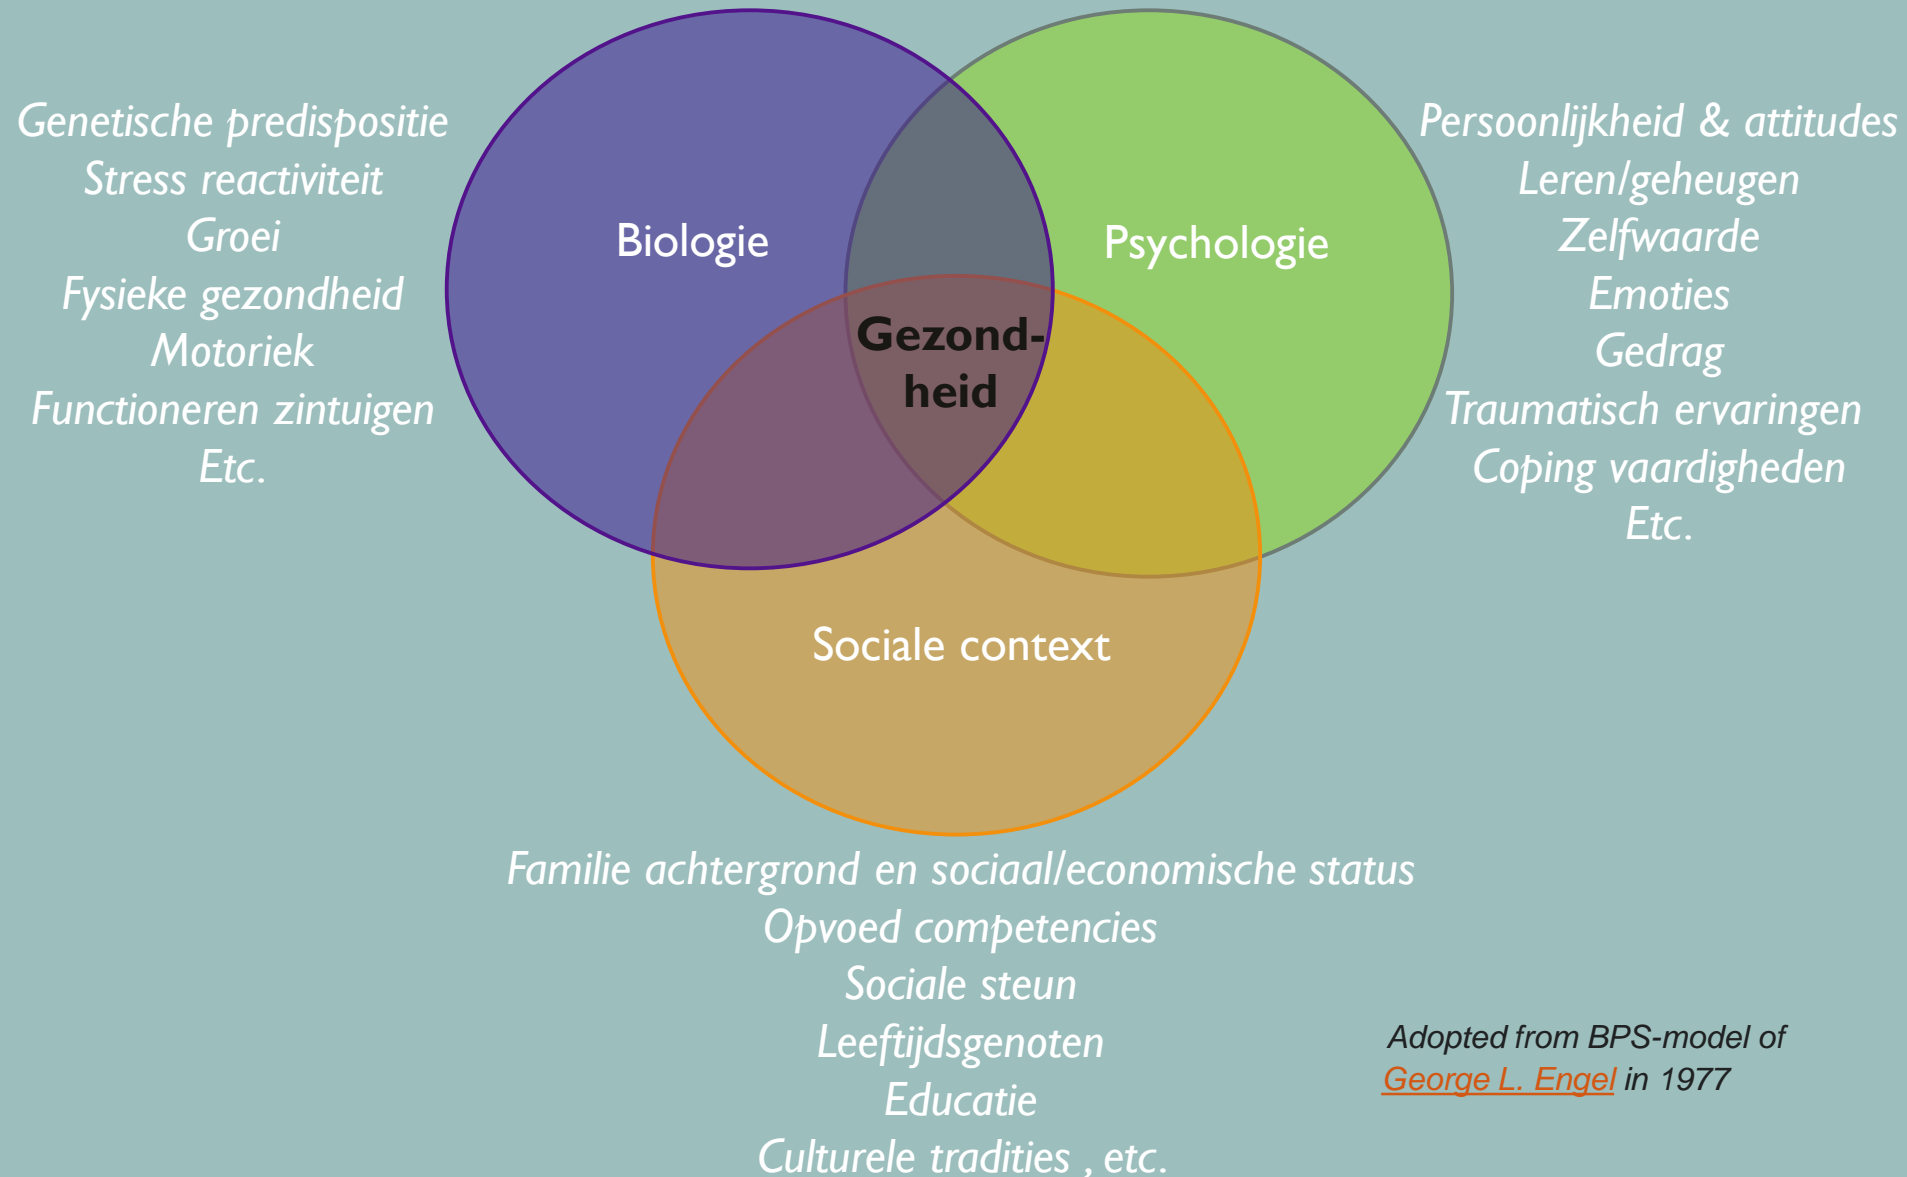 Genetische predispositie
Stress reactiviteit
Groei
Fysieke gezondheid
Motoriek
Functioneren zintuigen
Etc.
Biologie
Psychologie
Gezond-
heid
Sociale context
Persoonlijkheid & attitudes
Leren/geheugen
Zelfwaarde
Emoties
Gedrag
Traumatisch ervaringen
Coping vaardigheden
Etc.
Familie achtergrond en sociaal/economische status
Opvoed competencies
Sociale steun
Leeftijdsgenoten
Educatie
Culturele tradities , etc.
Adopted from BPS-model of
George L. Engel in 1977